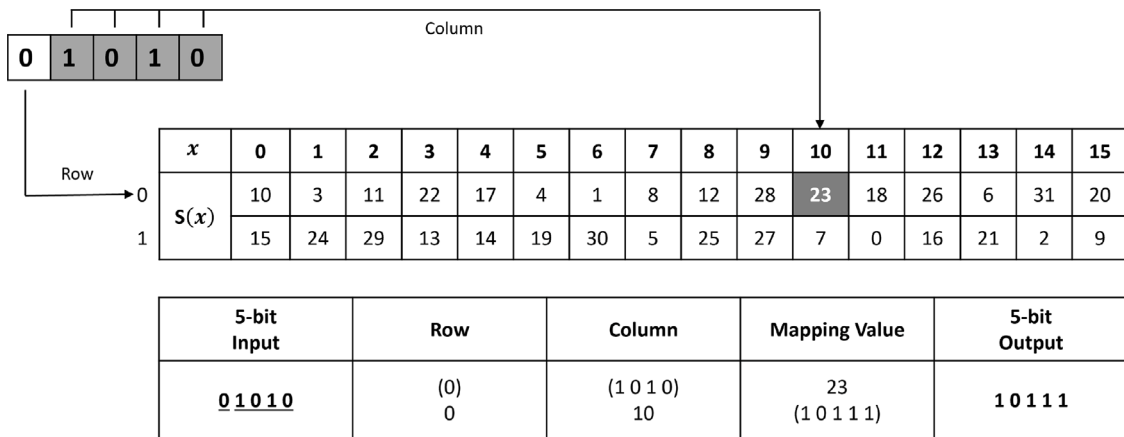 Column
0 1 0 1 0
Row
x 0 1 2 3 4 5 6 7 8 9 10 11 12 13 14 15
0 S(x) 10 3 11 22 17 4 1 8 12 28 23 18 26 6 31 20
1 15 24 29 13 14 19 30 5 25 27 7 0 16 21 2 9
5-bit Input
Row
Column
Mapping Value
5-bit Output
0 1 0 1 0
(0)
0
(1 0 1 0)
10
23
(1 0 1 1 1)
1 0 1 1 1